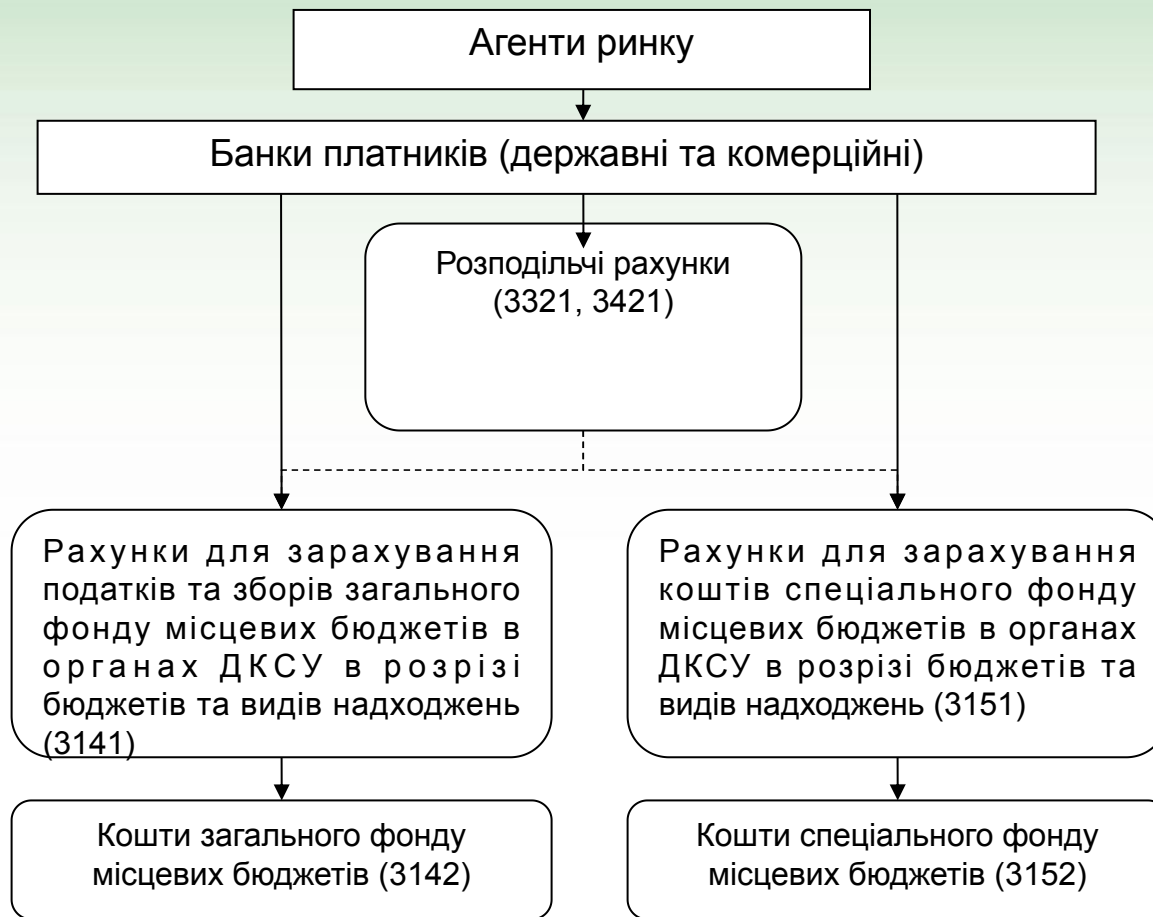 Агенти ринку
Банки платників (державні та комерційні)
Розподільчі рахунки
(3321, 3421)
Рахунки для зарахування
податків та зборів загального
фонду місцевих бюджетів в
органах ДКСУ в розрізі
бюджетів та видів надходжень
(3141)
Рахунки для зарахування
коштів спеціального фонду
місцевих бюджетів в органах
ДКСУ в розрізі бюджетів та
видів надходжень (3151)
Кошти загального фонду
місцевих бюджетів (3142)
Кошти спеціального фонду
місцевих бюджетів (3152)